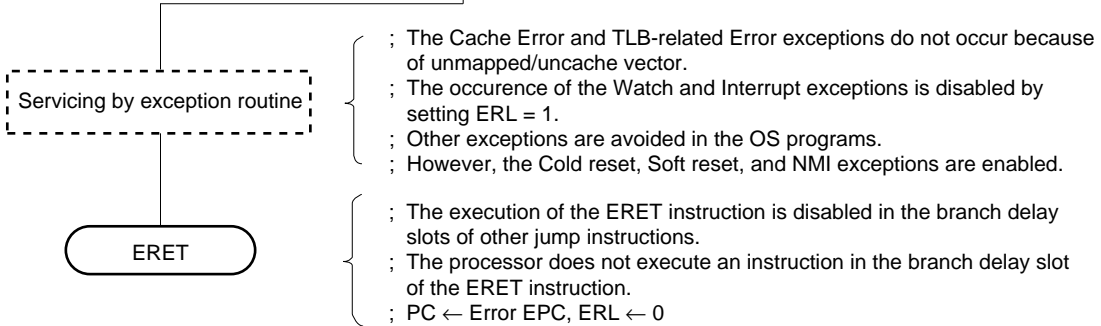 ; The Cache Error and TLB-related Error exceptions do not occur because
of unmapped/uncache vector.
Servicing by exception routine
; The occurence of the Watch and Interrupt exceptions is disabled by
setting ERL = 1.
; Other exceptions are avoided in the OS programs.
; However, the Cold reset, Soft reset, and NMI exceptions are enabled.
ERET
; The execution of the ERET instruction is disabled in the branch delay
slots of other jump instructions.
; The processor does not execute an instruction in the branch delay slot
of the ERET instruction.
; PC ← Error EPC, ERL ← 0